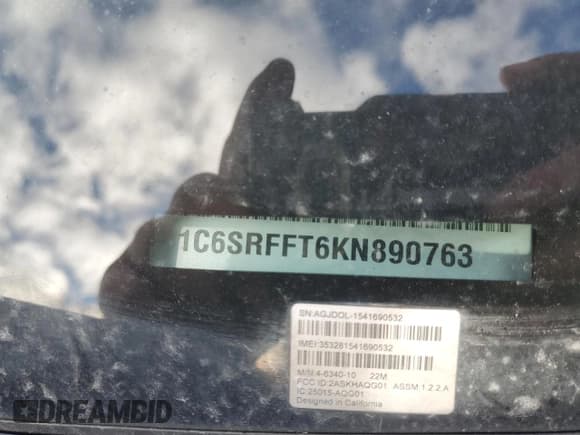 1C6SRFFT6KN890763
SN:AGJDOL-1541690532
IMEI:353281541690532
M/N:4-6340-10 22M
FCC ID:2ASKHAQG01 ASSM:1.2.2.A
IC:25015-AQG01
Designed in California
DREAMBID